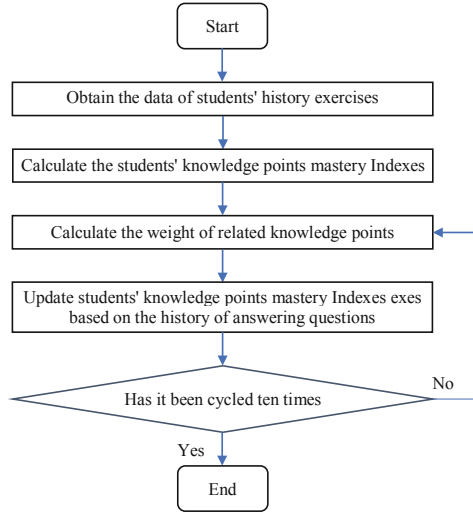 Start
Obtain the data of students' history exercises
Calculate the students' knowledge points mastery Indexes
Calculate the weight of related knowledge points
Update students' knowledge points mastery Indexes exes
based on the history of answering questions
Has it been cycled ten times
No
Yes
End